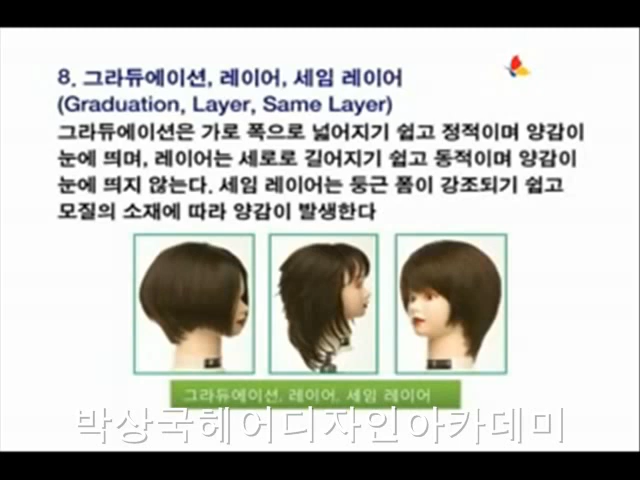 8. 그라듀에이션, 레이어, 세임 레이어
(Graduation, Layer, Same Layer)
그라듀에이션은 가로 폭으로 넓어지기 쉽고 정적이며 양감이
눈에 띄며, 레이어는 세로로 길어지기 쉽고 동적이며 양감이
눈에 띄지 않는다. 세임 레이어는 둥근 폼이 강조되기 쉽고
모질의 소재에 따라 양감이 발생한다
그라듀에이션, 레이어, 세임 레이어
박상국헤어디자인아카데미